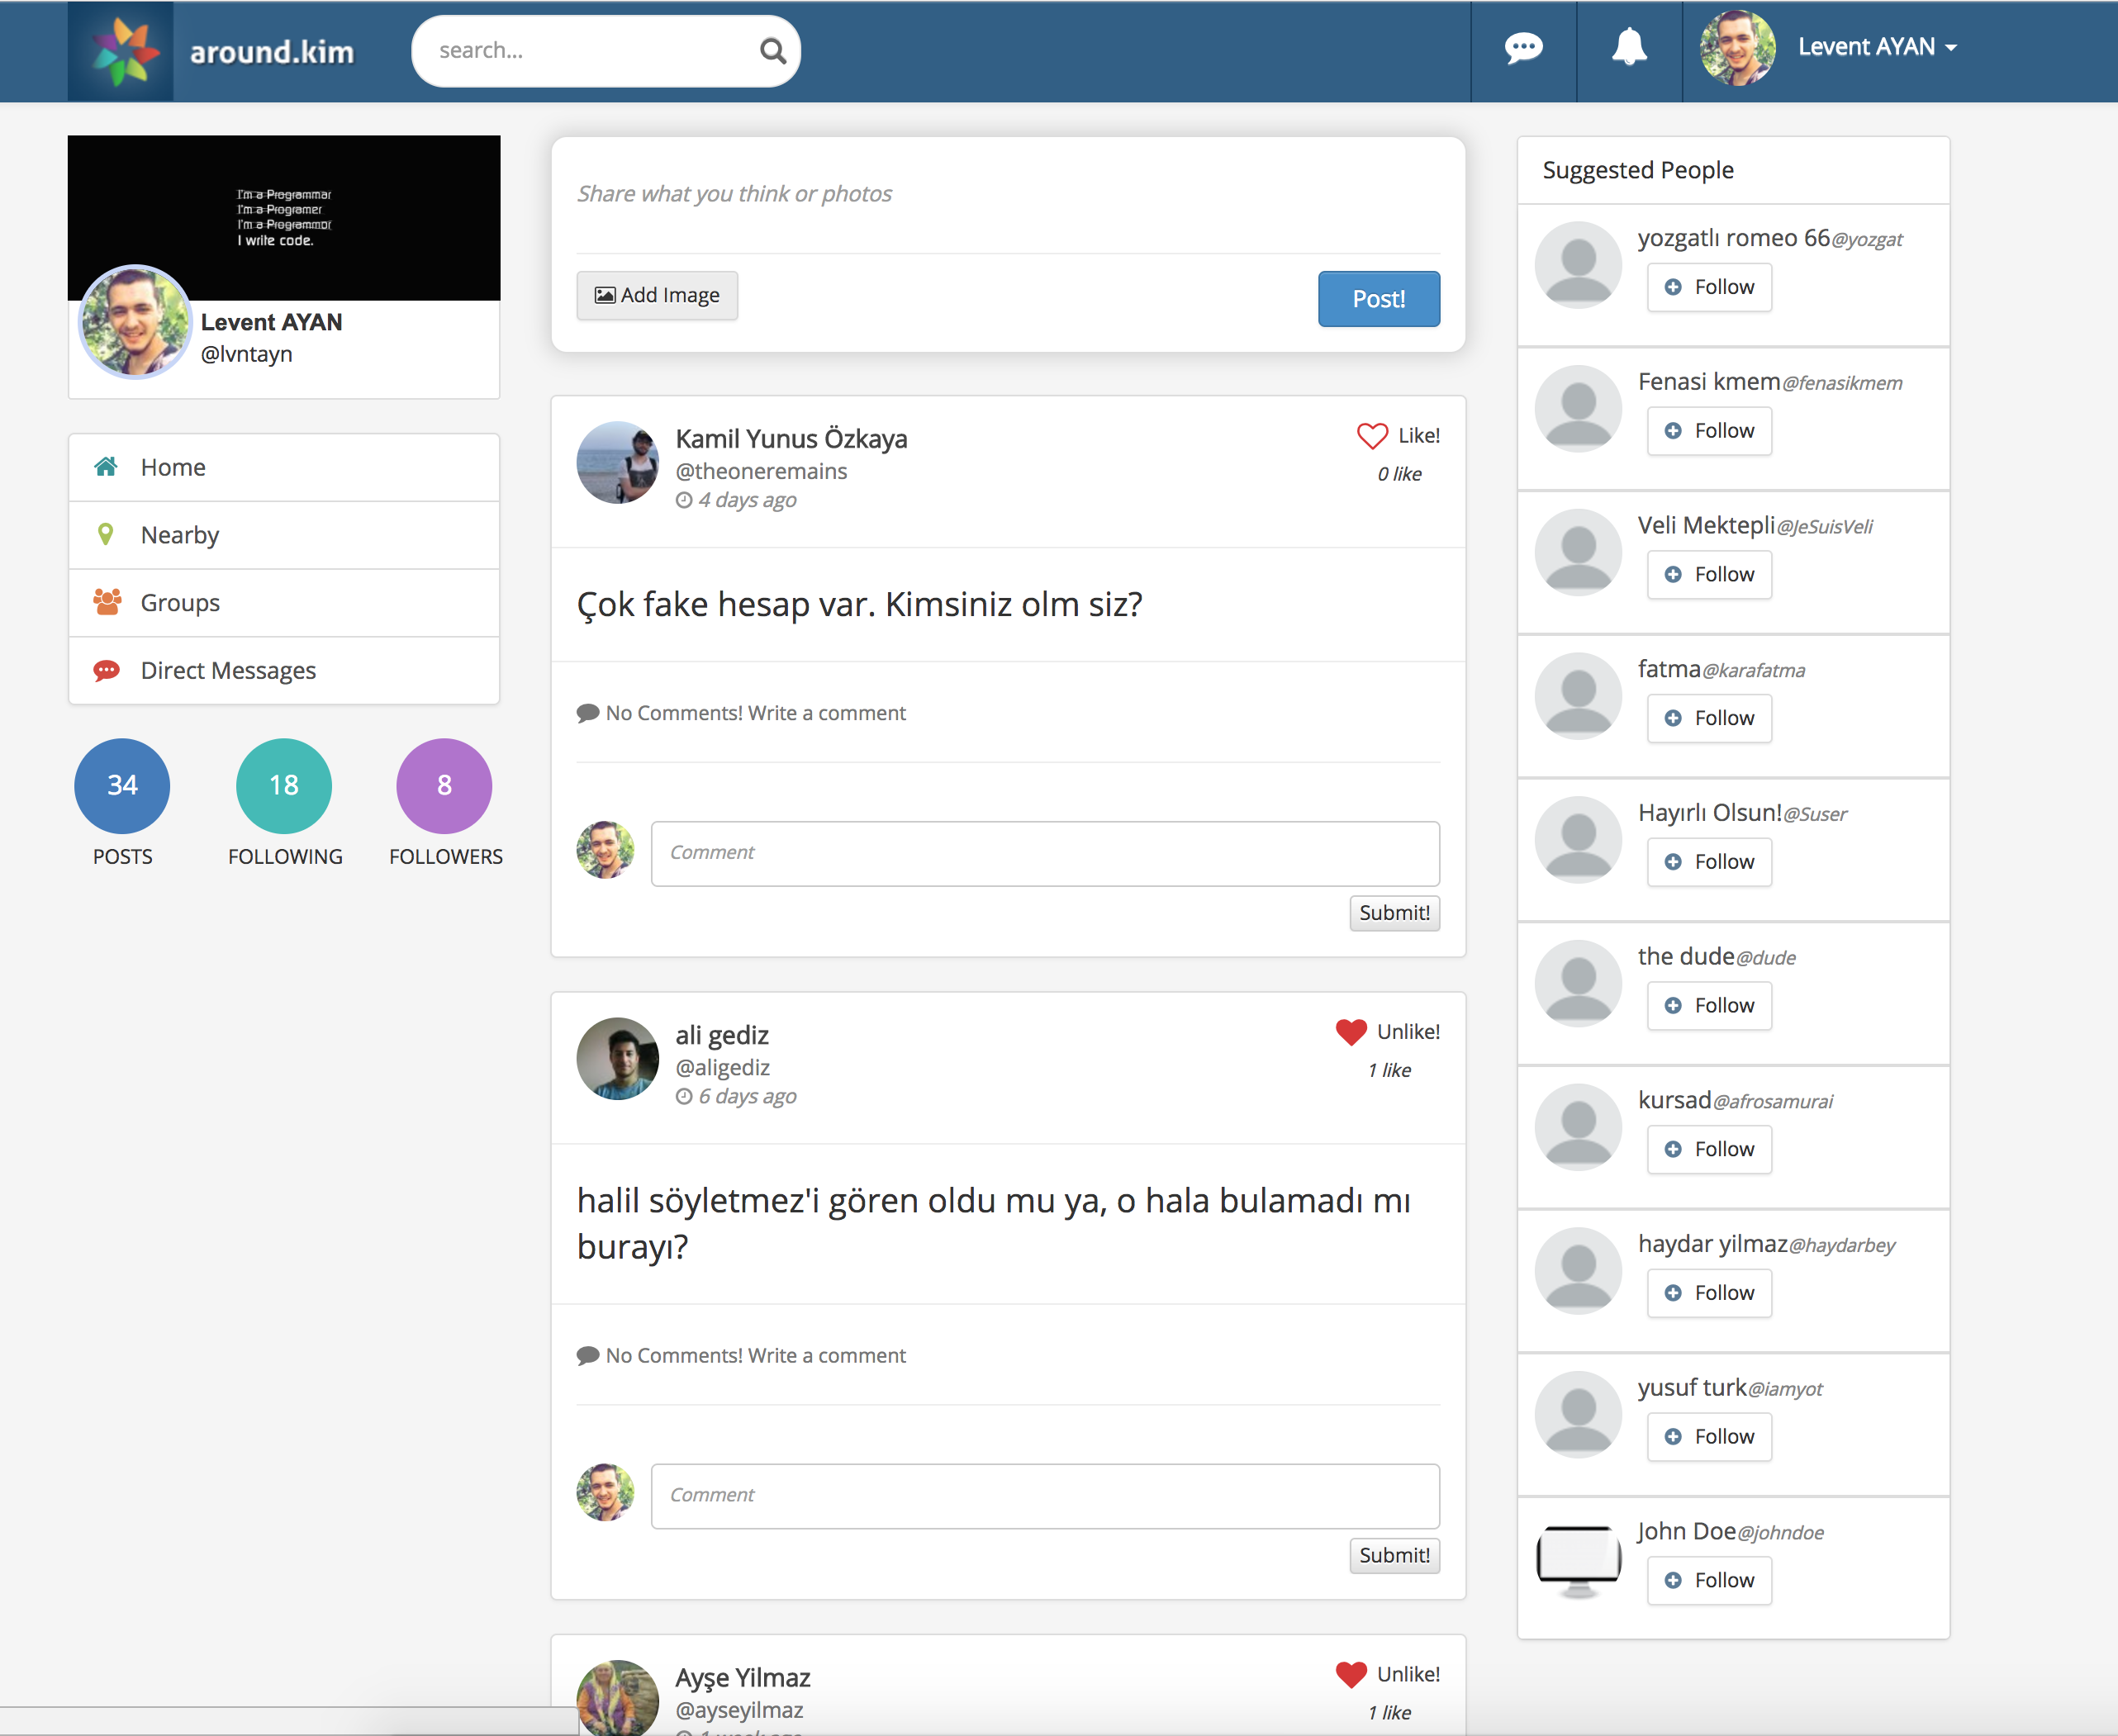 around.kim
search...
Levent AYAN
I'm a Programmar
I'm a Programer
I'm a Programmor
I write code.
Levent AYAN
@lvntayn
Home
Nearby
Groups
Direct Messages
34
18
8
POSTS
FOLLOWING
FOLLOWERS
Share what you think or photos
Add Image
Post!
Kamil Yunus Özkaya
@theoneremains
4 days ago
Like!
0 like
Çok fake hesap var. Kimsiniz olm siz?
No Comments! Write a comment
Comment
Submit!
ali gediz
@aligediz
6 days ago
Unlike!
1 like
halil söyletmez'i gören oldu mu ya, o hala bulamadı mı
burayı?
No Comments! Write a comment
Comment
Submit!
Ayşe Yilmaz
@ayseyilmaz
1 week ago
Unlike!
1 like
Suggested People
yozgatlı romeo 66@yozgat
Follow
Fenasi kmem@fenasikmem
Follow
Veli Mektepli@JeSuisVeli
Follow
fatma@karafatma
Follow
Hayırlı Olsun!@Suser
Follow
the dude@dude
Follow
kursad@afrosamurai
Follow
haydar yilmaz@haydarbey
Follow
yusuf turk@iamyot
Follow
John Doe@johndoe
Follow